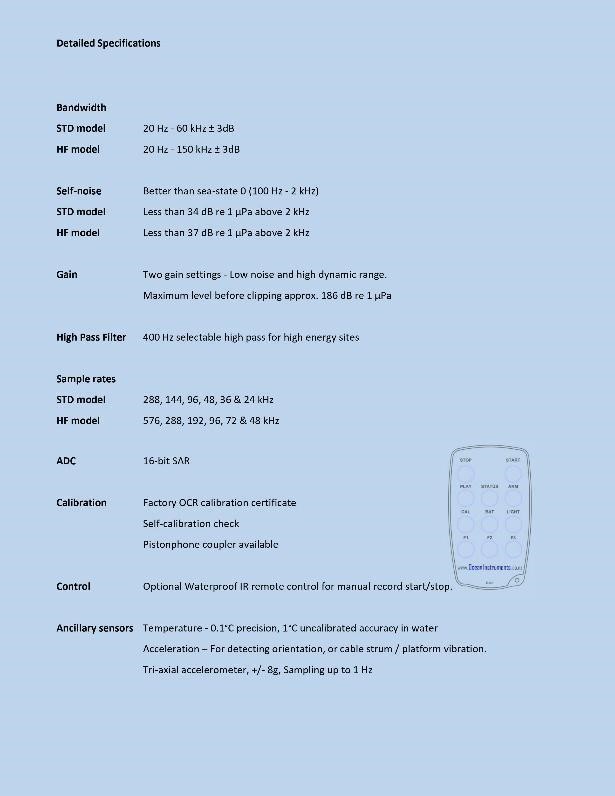 Detailed Specifications
Bandwidth
STD model 20 Hz - 60 kHz ± 3dB
HF model 20 Hz - 150 kHz ± 3dB
Self-noise Better than sea-state 0 (100 Hz - 2 kHz)
STD model Less than 34 dB re 1 µPa above 2 kHz
HF model Less than 37 dB re 1 µPa above 2 kHz
Gain Two gain settings - Low noise and high dynamic range.
Maximum level before clipping approx. 186 dB re 1 µPa
High Pass Filter 400 Hz selectable high pass for high energy sites
Sample rates
STD model 288, 144, 96, 48, 36 & 24 kHz
HF model 576, 288, 192, 96, 72 & 48 kHz
ADC 16-bit SAR
STOP START
PLAY STATUS ARM
CAL BAT LIGHT
F1 F2 F3
www.OceanInstruments.co.nz
Calibration Factory OCR calibration certificate
Self-calibration check
Pistonphone coupler available
Control Optional Waterproof IR remote control for manual record start/stop.
Ancillary sensors Temperature - 0.1°C precision, 1°C uncalibrated accuracy in water
Acceleration – For detecting orientation, or cable strum / platform vibration.
Tri-axial accelerometer, +/- 8g, Sampling up to 1 Hz